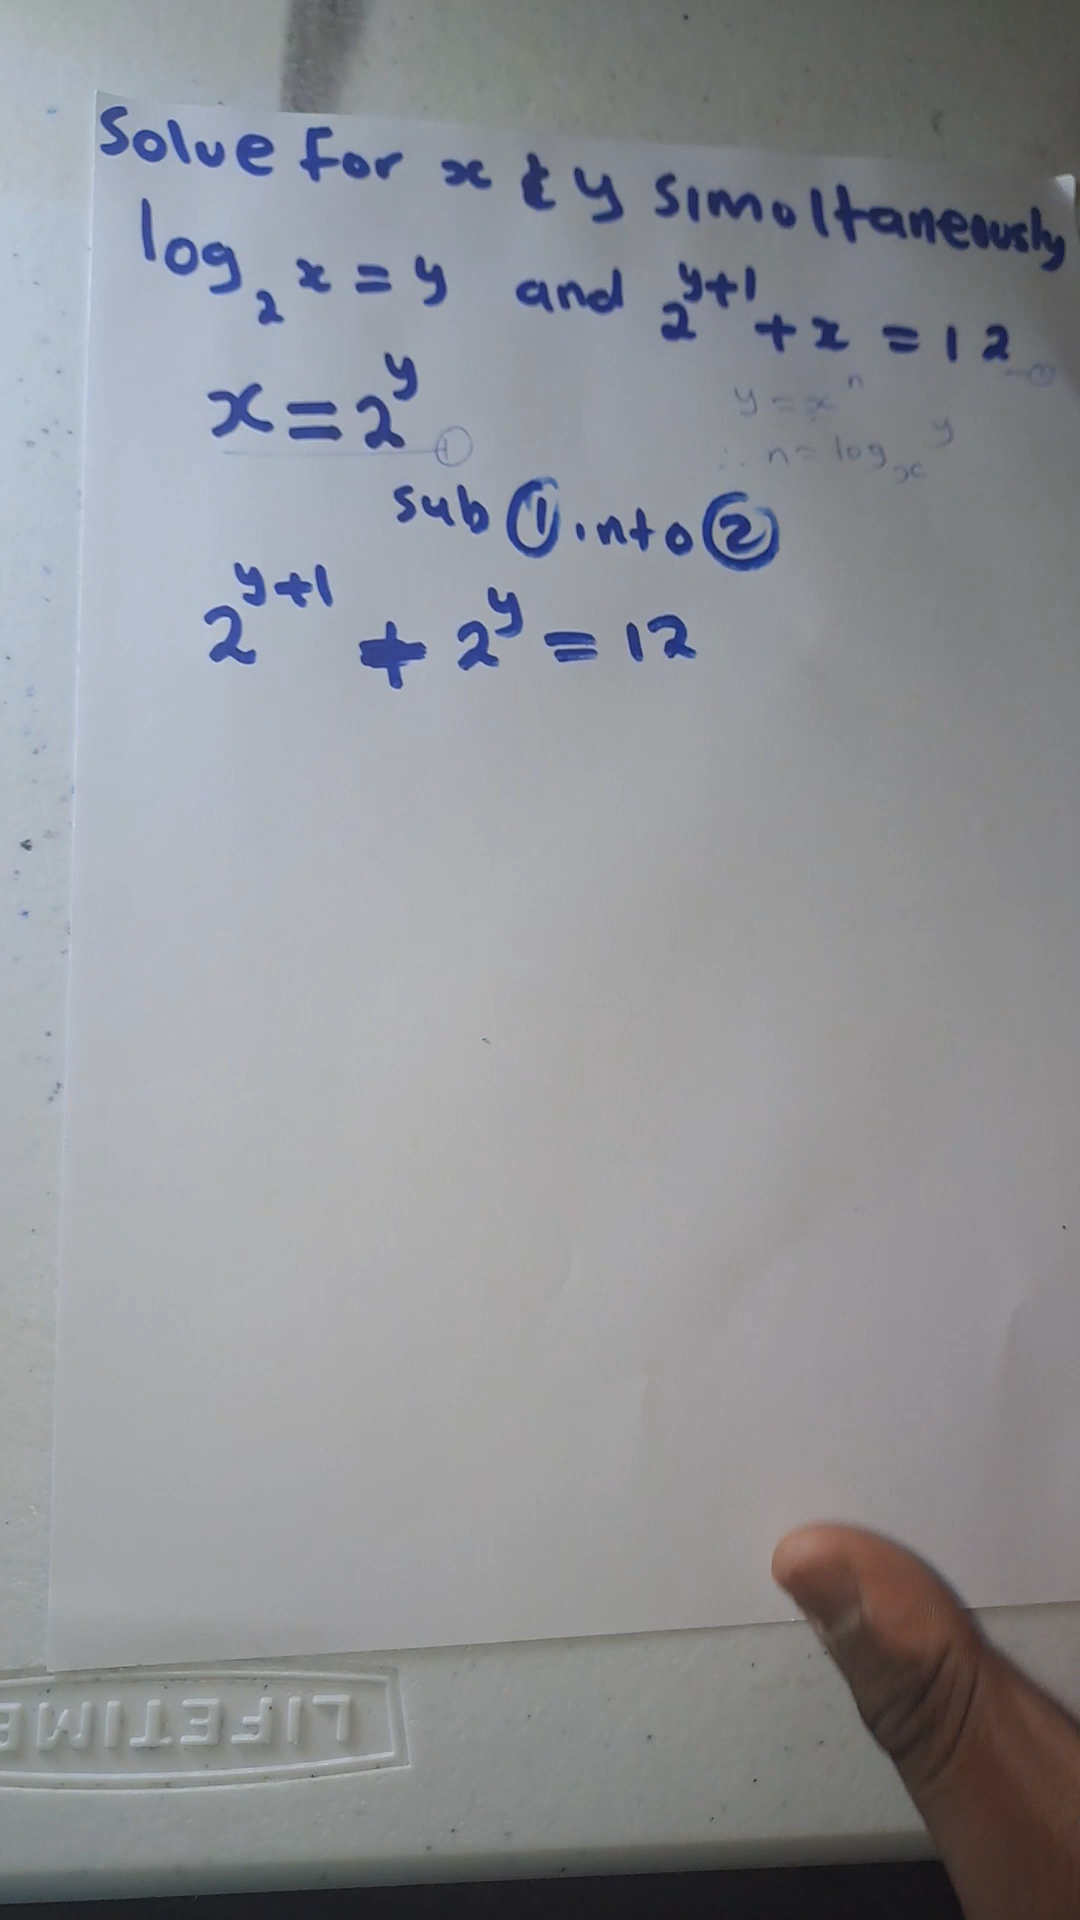 Solve for x & y simoltaneously
log₂ x = y and 2^(y+1) + x = 12
x = 2^y ①
y = x^n
∴ n = log_x y
sub ① into ②
2^(y+1) + 2^y = 12
LIFETIME